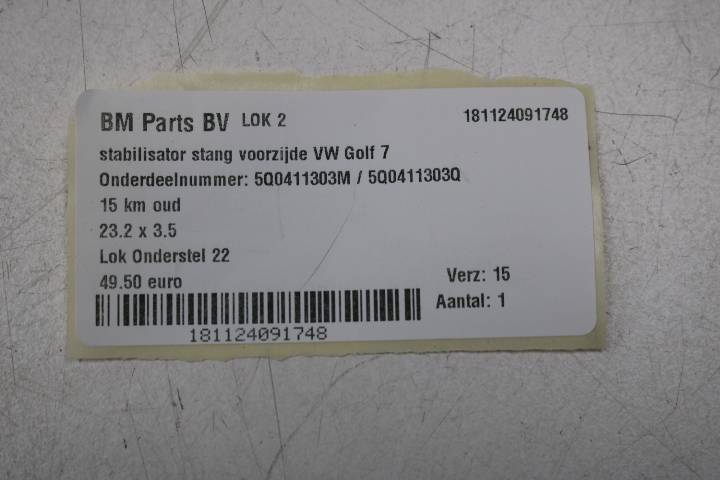 BM Parts BV LOK 2 181124091748
stabilisator stang voorzijde VW Golf 7
Onderdeelnummer: 5Q0411303M / 5Q0411303Q
15 km oud
23.2 x 3.5
Lok Onderstel 22
49.50 euro Verz: 15
Aantal: 1
181124091748